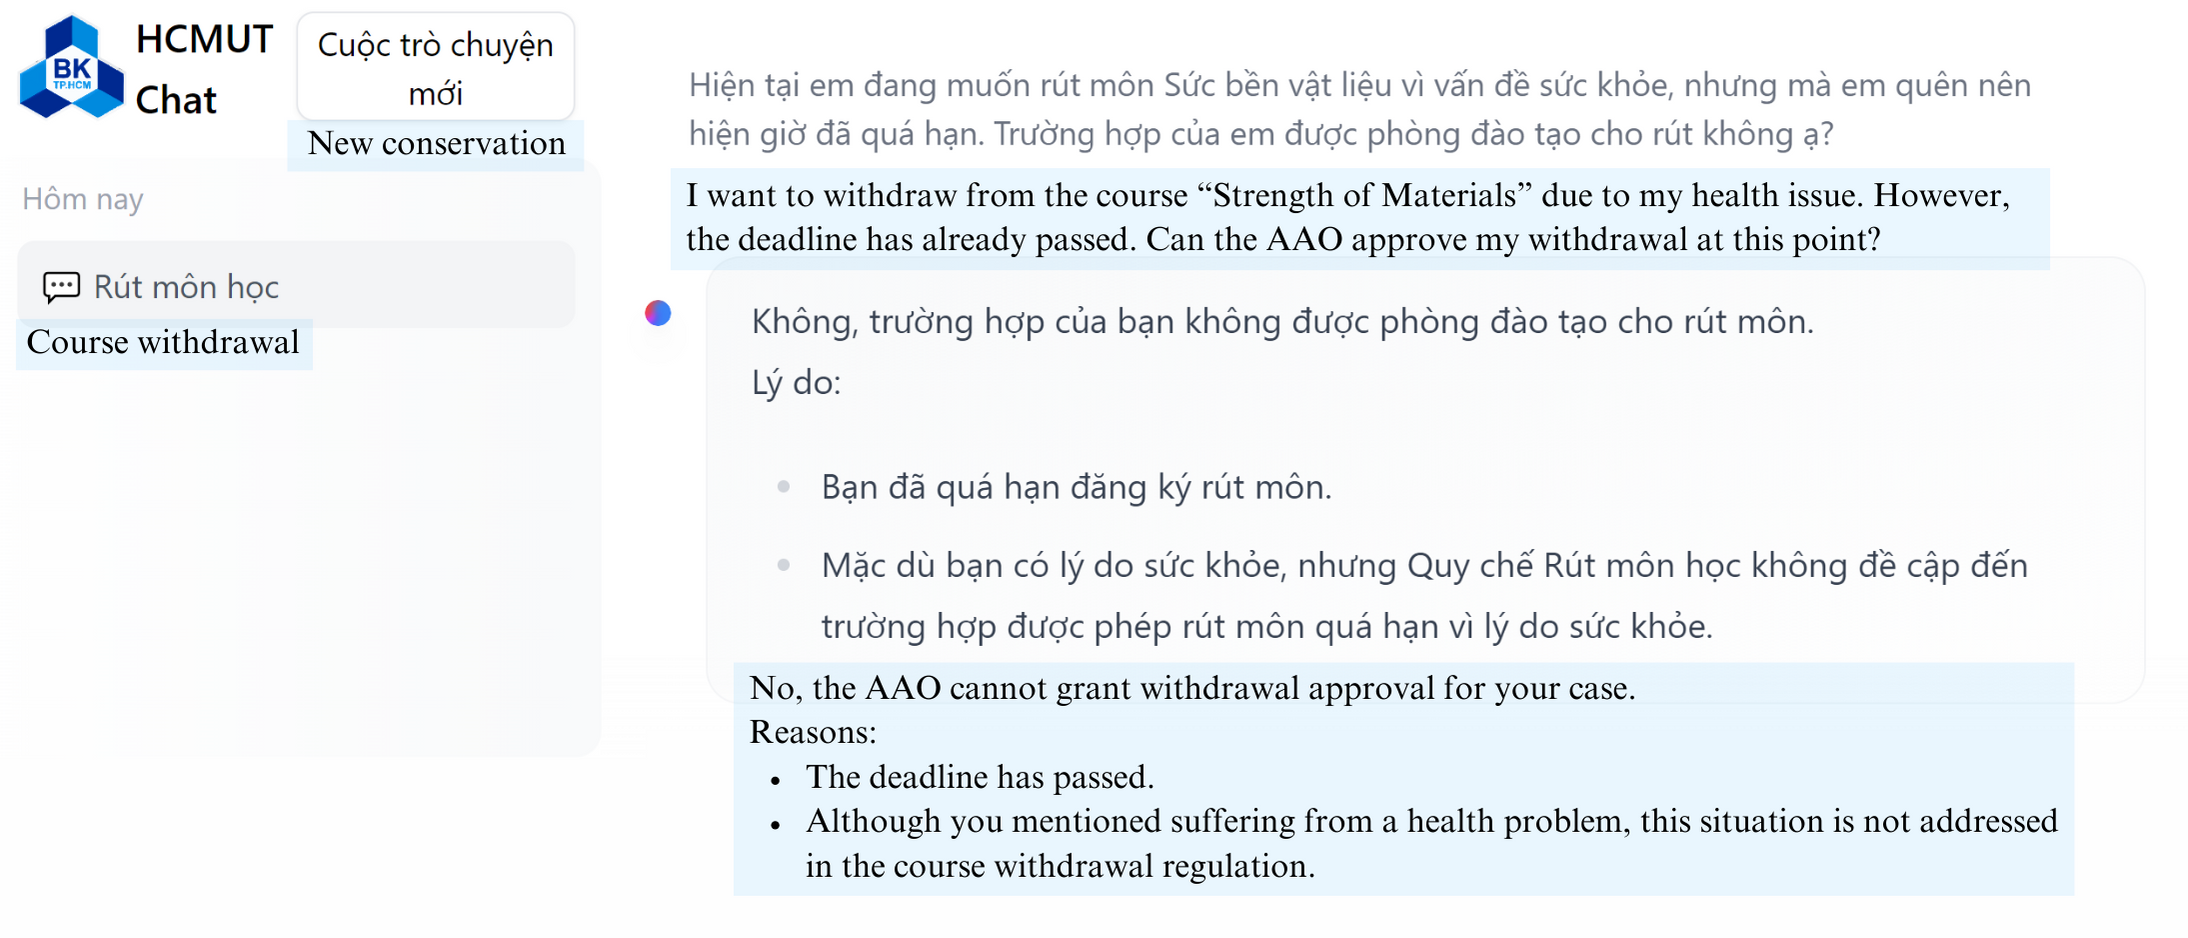 BK
TP.HCM
HCMUT
Chat
Cuộc trò chuyện
mới
New conservation
Hôm nay
Rút môn học
Course withdrawal
Hiện tại em đang muốn rút môn Sức bền vật liệu vì vấn đề sức khỏe, nhưng mà em quên nên
hiện giờ đã quá hạn. Trường hợp của em được phòng đào tạo cho rút không ạ?
I want to withdraw from the course “Strength of Materials” due to my health issue. However,
the deadline has already passed. Can the AAO approve my withdrawal at this point?
Không, trường hợp của bạn không được phòng đào tạo cho rút môn.
Lý do:
• Bạn đã quá hạn đăng ký rút môn.
• Mặc dù bạn có lý do sức khỏe, nhưng Quy chế Rút môn học không đề cập đến
trường hợp được phép rút môn quá hạn vì lý do sức khỏe.
No, the AAO cannot grant withdrawal approval for your case.
Reasons:
• The deadline has passed.
• Although you mentioned suffering from a health problem, this situation is not addressed
in the course withdrawal regulation.